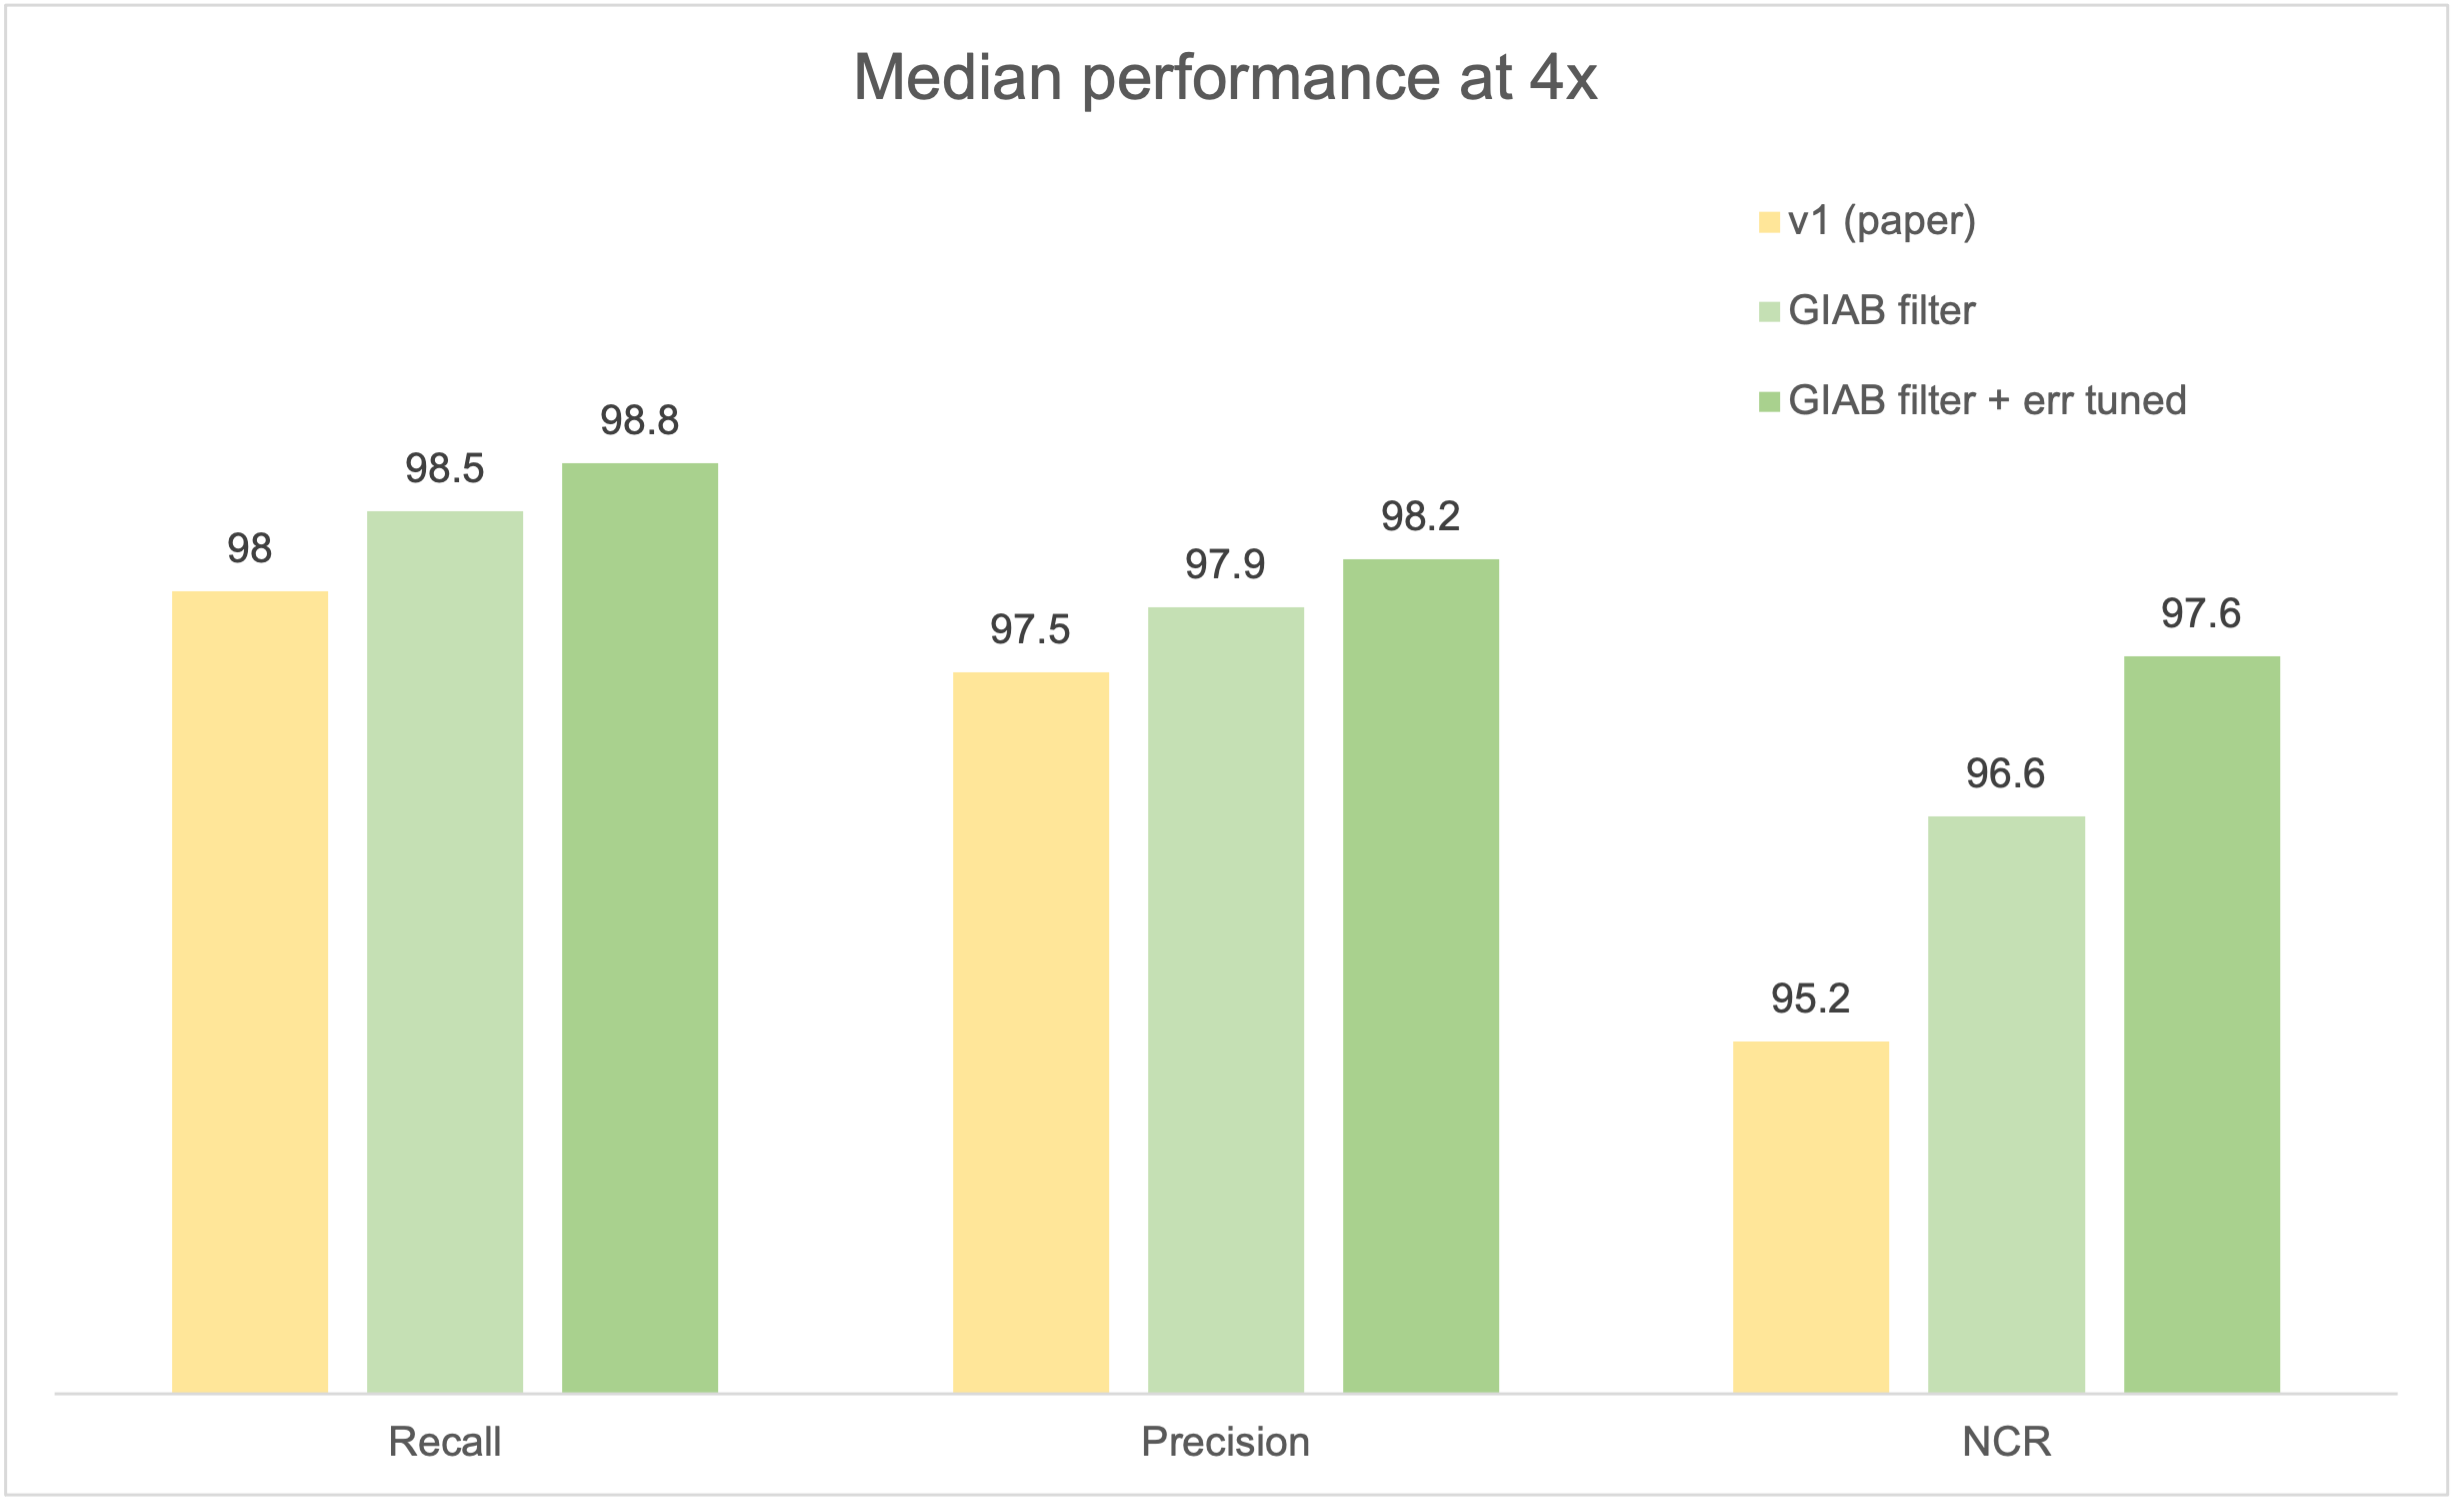 Median performance at 4x
v1 (paper)
GIAB filter
GIAB filter + err tuned
98
98.5
98.8
97.5
97.9
98.2
95.2
96.6
97.6
Recall
Precision
NCR